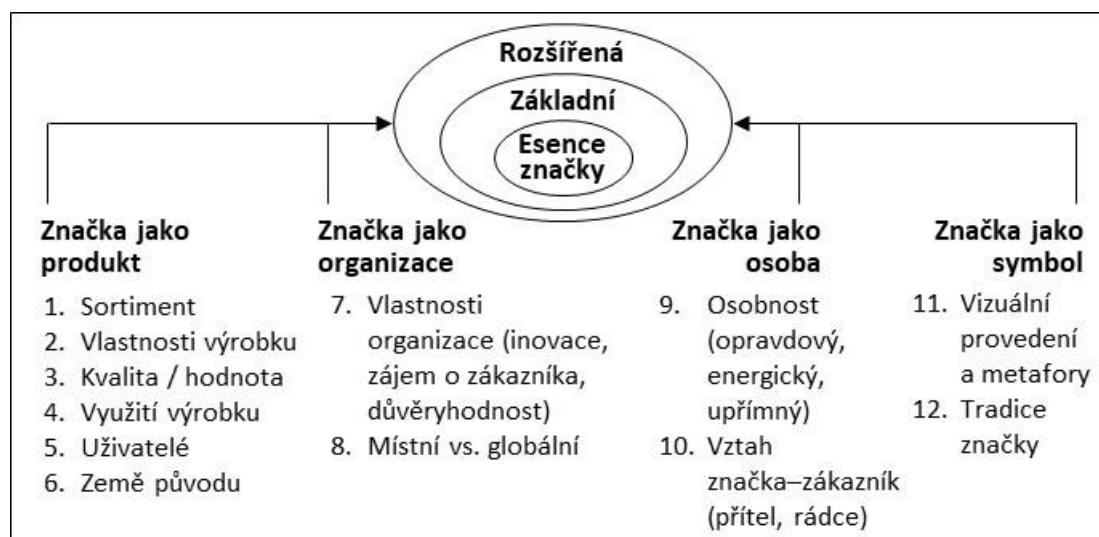 Rozšířená
Základní
Esence
značky
Značka jako
produkt
1. Sortiment
2. Vlastnosti výrobku
3. Kvalita / hodnota
4. Využití výrobku
5. Uživatelé
6. Země původu
Značka jako
organizace
7. Vlastnosti
organizace (inovace,
zájem o zákazníka,
důvěryhodnost)
8. Místní vs. globální
Značka jako
osoba
9. Osobnost
(opravdový,
energický,
upřímný)
10. Vztah
značka–zákazník
(přítel, rádce)
Značka jako
symbol
11. Vizuální
provedení
a metafory
12. Tradice
značky